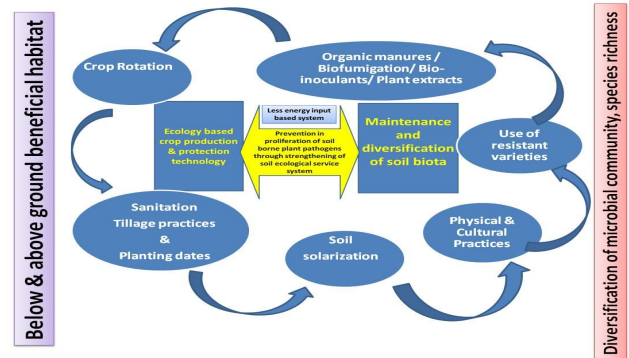 Below & above ground beneficial habitat
Crop Rotation
Organic manures /
Biofumigation/ Bio-
inoculants/ Plant extracts
Ecology based
crop production
& protection
technology
Less energy input
based system
Prevention in
proliferation of soil
borne plant pathogens
through strengthening of
soil ecological service
system
Maintenance
and
diversification
of soil biota
Use of
resistant
varieties
Sanitation
Tillage practices
&
Planting dates
Soil
solarization
Physical &
Cultural
Practices
Diversification of microbial community, species richness